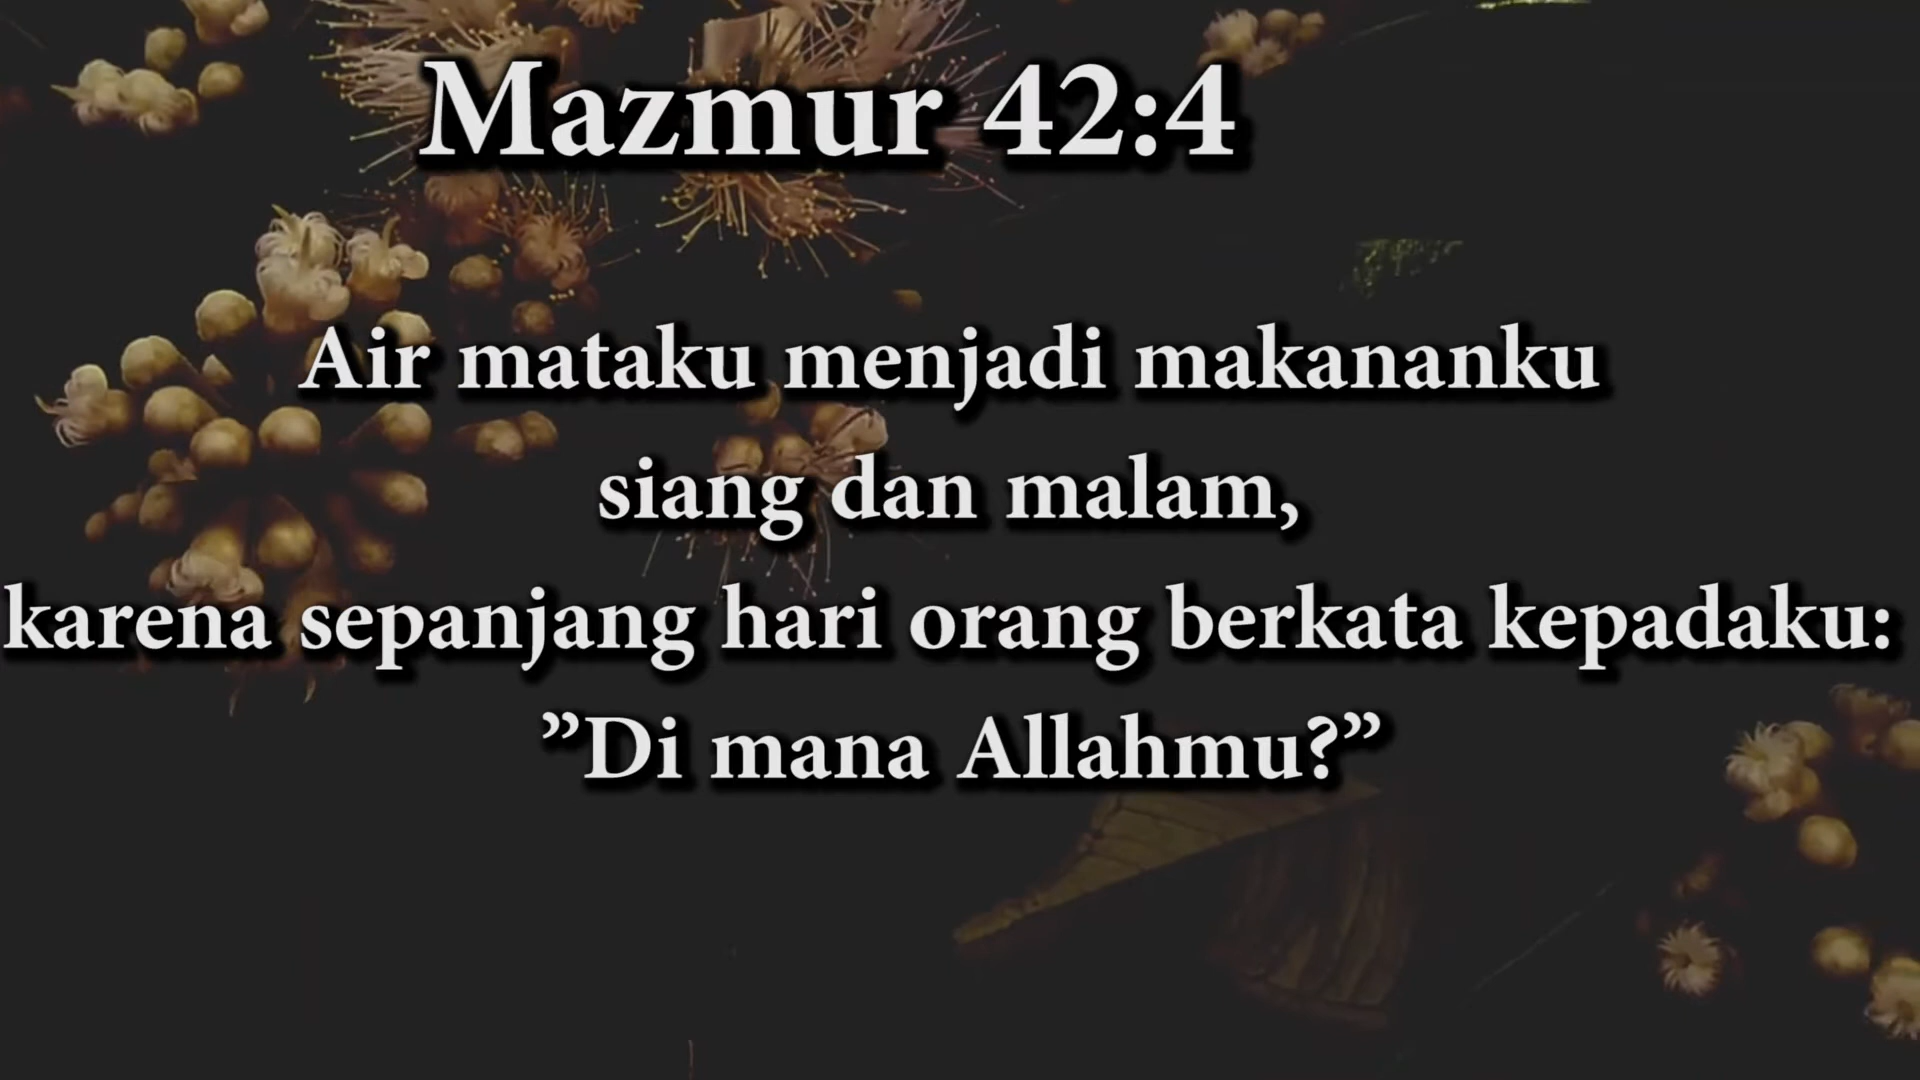 Mazmur 42:4
Air mataku menjadi makananku
siang dan malam,
karena sepanjang hari orang berkata kepadaku:
”Di mana Allahmu?”